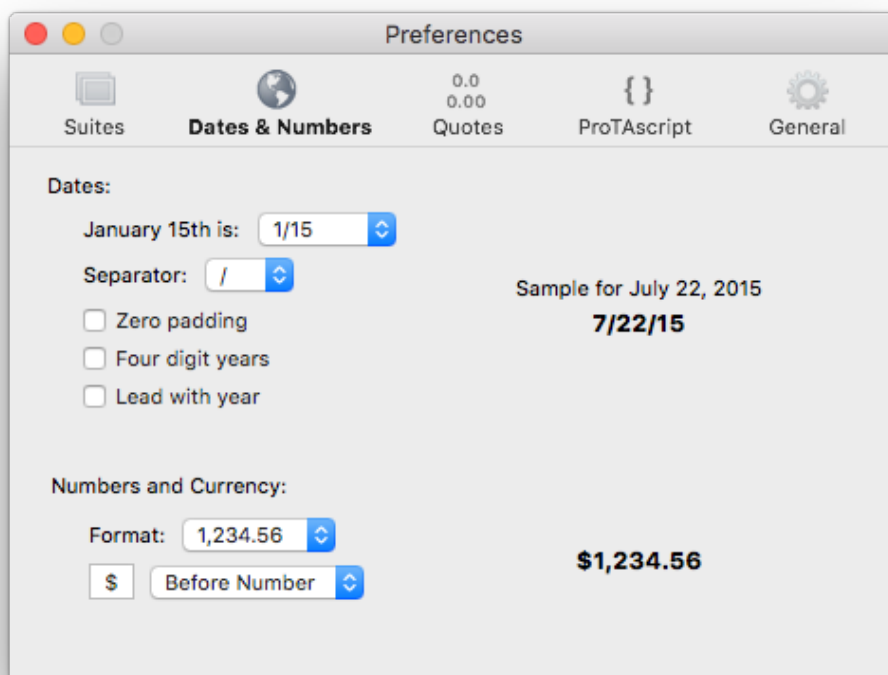 Preferences
0.0
0.00
{ }
Suites Dates & Numbers Quotes ProTAscript General
Dates:
January 15th is: 1/15
Separator: /
Zero padding
Four digit years
Lead with year
Sample for July 22, 2015
7/22/15
Numbers and Currency:
Format: 1,234.56
$ Before Number
$1,234.56